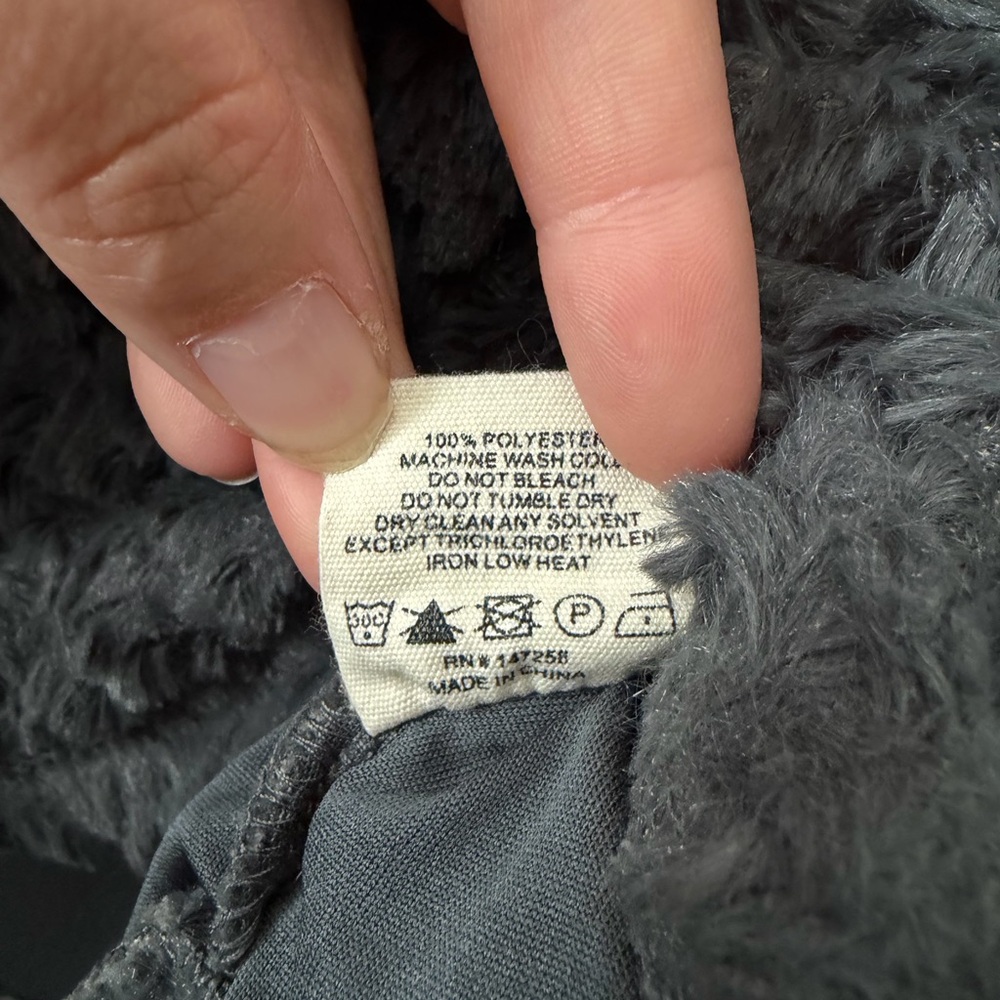 100% POLYESTER
MACHINE WASH COLD
DO NOT BLEACH
DO NOT TUMBLE DRY
DRY CLEAN ANY SOLVENT
EXCEPT TRICHLOROETHYLENE
IRON LOW HEAT
30C P
RN# 147258
MADE IN CHINA